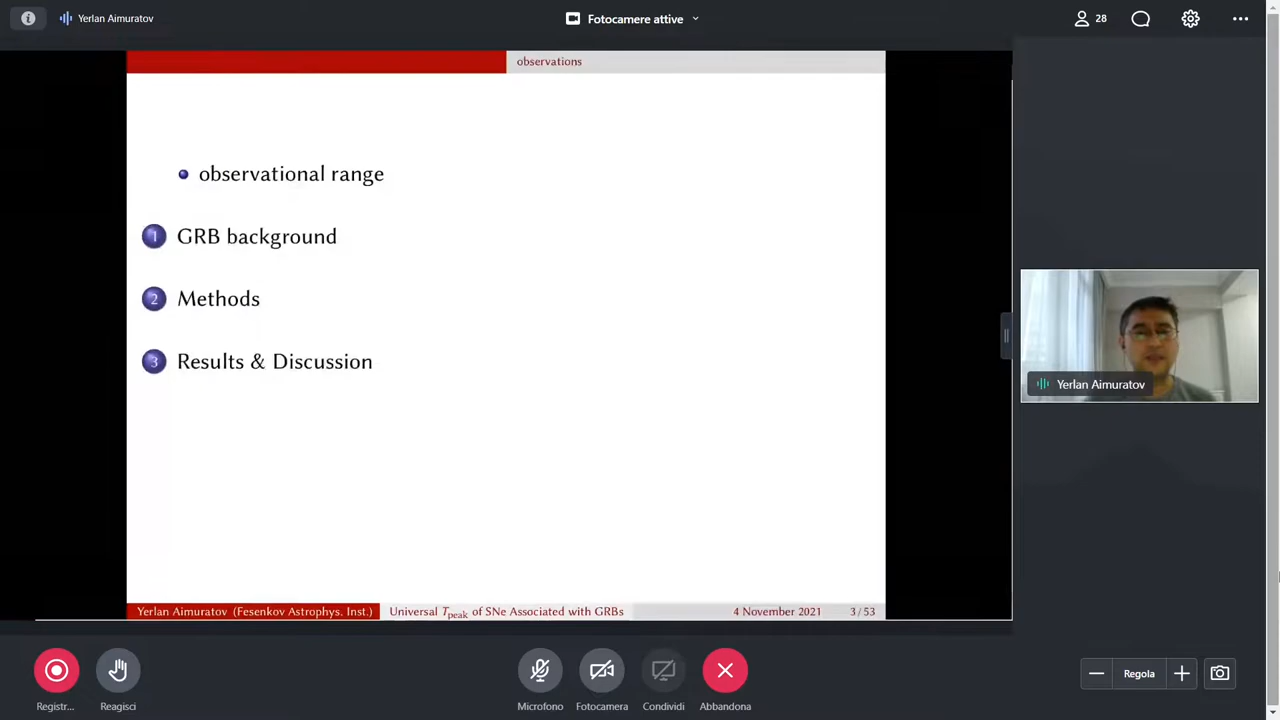 Yerlan Aimuratov
Fotocamere attive
28
observations
observational range
1 GRB background
2 Methods
3 Results & Discussion
Yerlan Aimuratov
Yerlan Aimuratov (Fesenkov Astrophys. Inst.) Universal Tpeak of SNe Associated with GRBs 4 November 2021 3 / 53
Registr... Reagisci Microfono Fotocamera Condividi Abbandona Regola